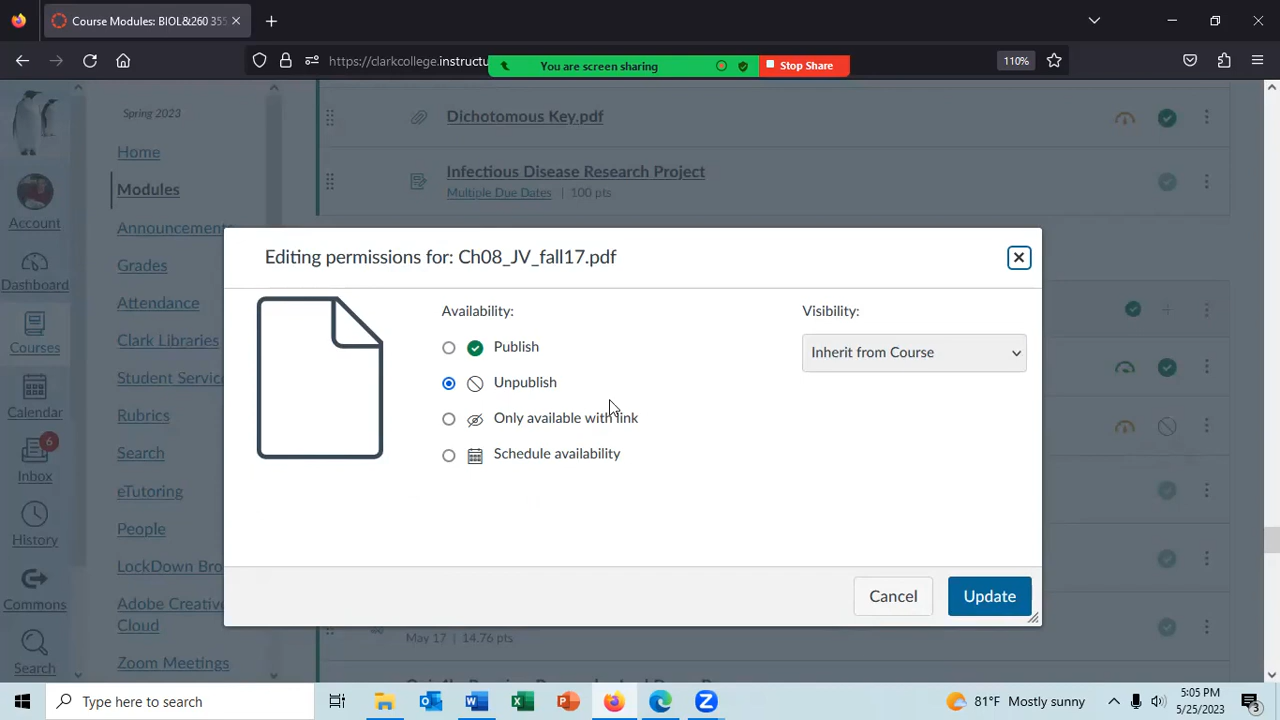 Course Modules: BIOL&260 355
https://clarkcollege.instructu
You are screen sharing
Stop Share
110%
Spring 2023
Home
Modules
Announcements
Grades
Attendance
Clark Libraries
Student Servic
Rubrics
Search
eTutoring
People
LockDown Bro
Adobe Creative
Cloud
Zoom Meetings
Account
Dashboard
Courses
Calendar
6
Inbox
History
Commons
Search
Dichotomous Key.pdf
Infectious Disease Research Project
Multiple Due Dates | 100 pts
Editing permissions for: Ch08_JV_fall17.pdf
Availability:
Publish
Unpublish
Only available with link
Schedule availability
Visibility:
Inherit from Course
Cancel
Update
May 17 | 14.76 pts
Type here to search
81°F Mostly sunny
5:05 PM
5/25/2023
3